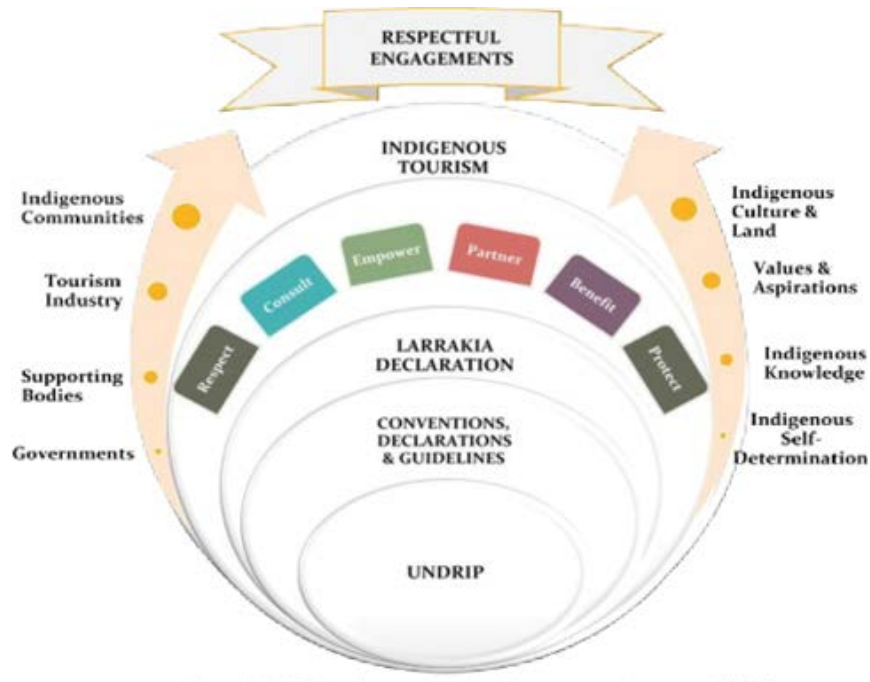 RESPECTFUL
ENGAGEMENTS
INDIGENOUS
TOURISM
Indigenous
Communities
Tourism
Industry
Supporting
Bodies
Governments
Respect
Consult
Empower
Partner
Benefit
Protect
LARRAKIA
DECLARATION
CONVENTIONS,
DECLARATIONS
& GUIDELINES
UNDRIP
Indigenous
Culture &
Land
Values &
Aspirations
Indigenous
Knowledge
Indigenous
Self-
Determination